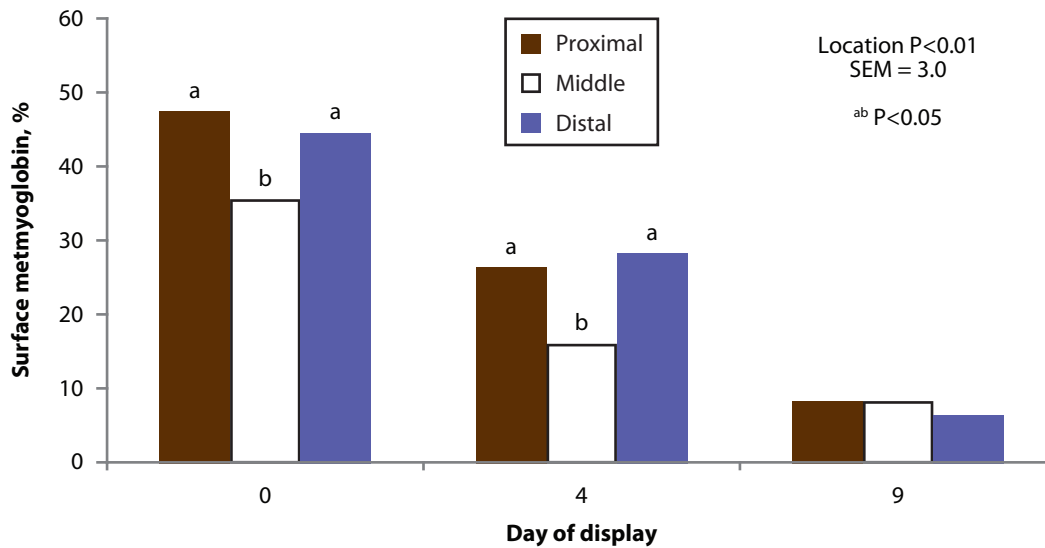 60
50
40
30
20
10
0
Surface metmyoglobin, %
Proximal
Middle
Distal
Location P<0.01
SEM = 3.0
ab P<0.05
a
b
a
a
b
a
0
4
9
Day of display